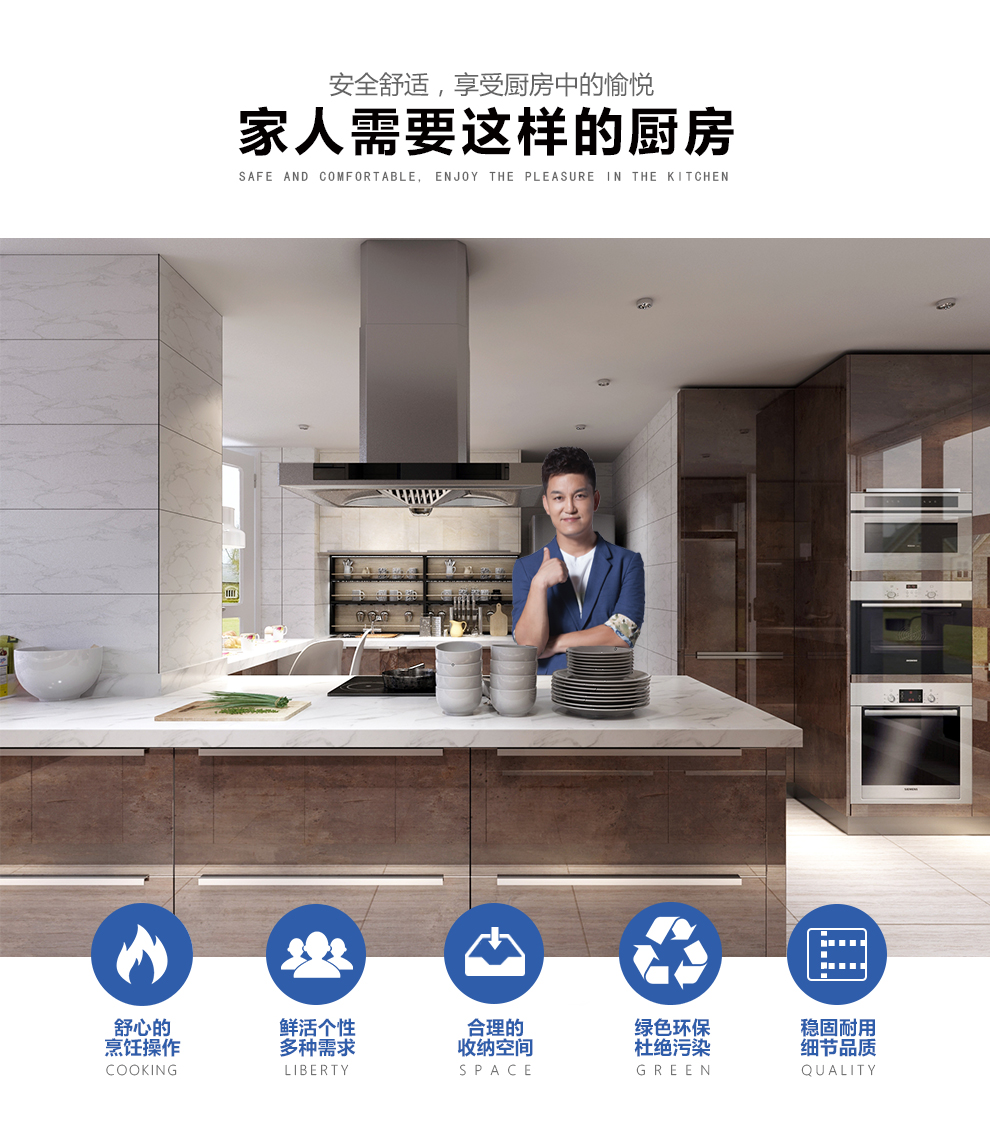 安全舒适，享受厨房中的愉悦
家人需要这样的厨房
SAFE AND COMFORTABLE, ENJOY THE PLEASURE IN THE KITCHEN
舒心的
烹饪操作
COOKING
鲜活个性
多种需求
LIBERTY
合理的
收纳空间
SPACE
绿色环保
杜绝污染
GREEN
稳固耐用
细节品质
QUALITY